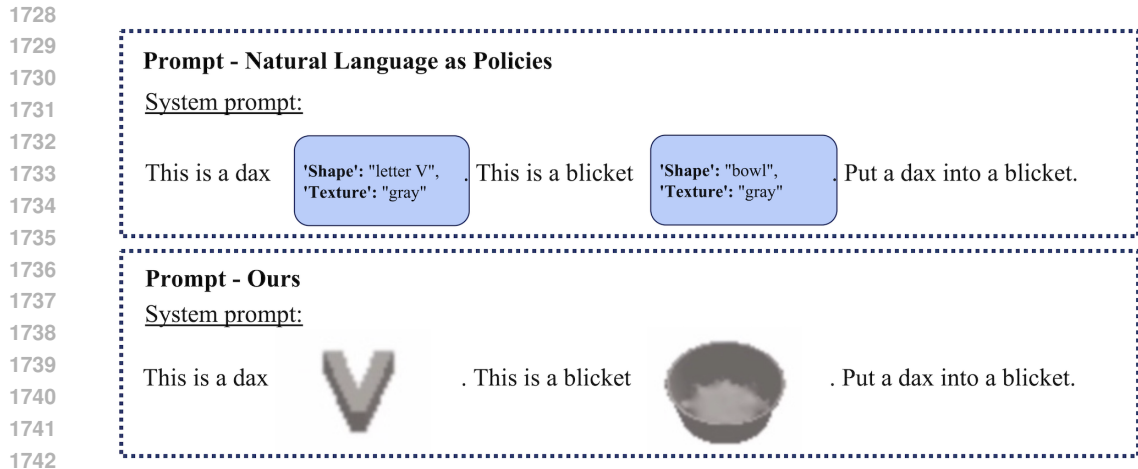 1728
1729
1730
1731
1732
1733
1734
1735
1736
1737
1738
1739
1740
1741
1742
Prompt - Natural Language as Policies
System prompt:
This is a dax 'Shape': "letter V", 'Texture': "gray" . This is a blicket 'Shape': "bowl", 'Texture': "gray" . Put a dax into a blicket.
Prompt - Ours
System prompt:
This is a dax V . This is a blicket . Put a dax into a blicket.